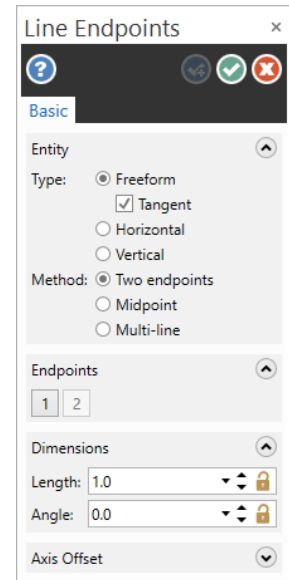 Line Endpoints ×
?
Basic
Entity
Type: Freeform
Tangent
Horizontal
Vertical
Method: Two endpoints
Midpoint
Multi-line
Endpoints
1 2
Dimensions
Length: 1.0
Angle: 0.0
Axis Offset